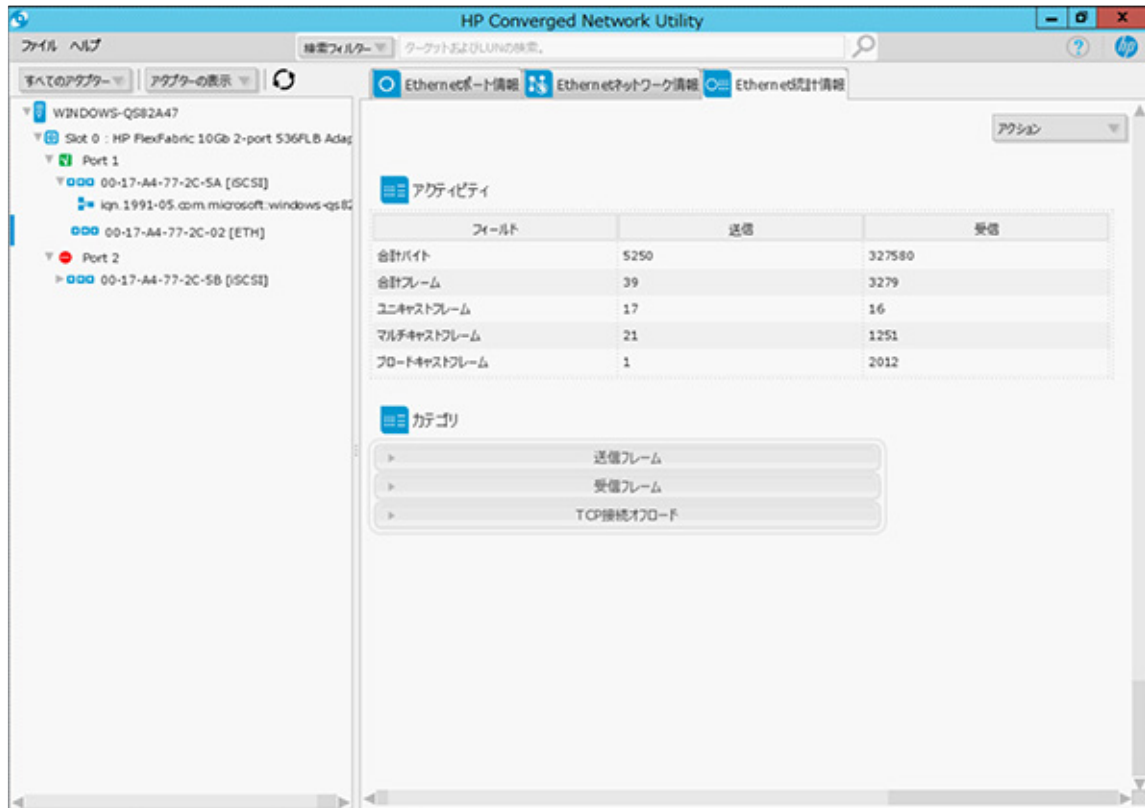 HP Converged Network Utility
ファイル ヘルプ
検索フィルター
ターゲットおよびLUNの検索。
?
hp
すべてのアダプター
アダプターの表示
Ethernetポート情報
Ethernetネットワーク情報
Ethernet統計情報
WINDOWS-QS82A47
Slot 0 : HP FlexFabric 10Gb 2-port 536FLB Adap
Port 1
00-17-A4-77-2C-5A [iSCSI]
iqn.1991-05.com.microsoft:windows-qs82
00-17-A4-77-2C-02 [ETH]
Port 2
00-17-A4-77-2C-5B [iSCSI]
アクション
アクティビティ
フィールド 送信 受信
合計バイト 5250 327580
合計フレーム 39 3279
ユニキャストフレーム 17 16
マルチキャストフレーム 21 1251
ブロードキャストフレーム 1 2012
カテゴリ
送信フレーム
受信フレーム
TCP接続オフロード